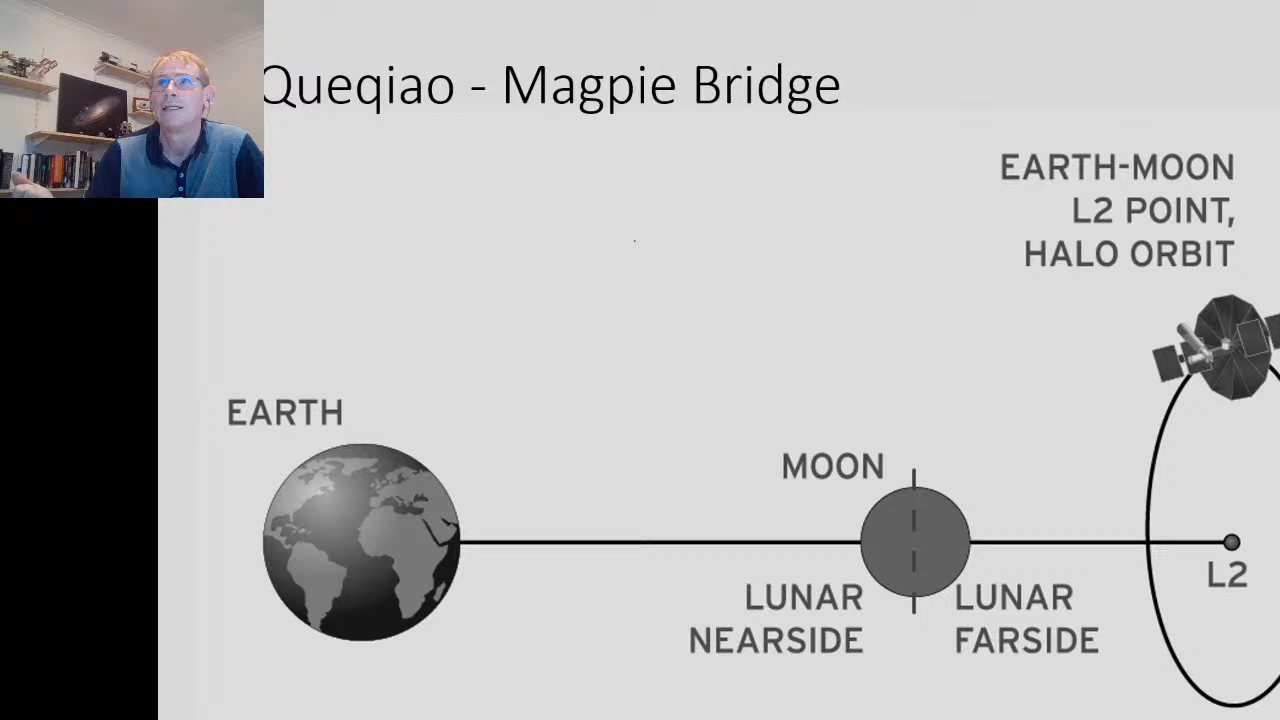 Queqiao - Magpie Bridge
EARTH-MOON
L2 POINT,
HALO ORBIT
EARTH
MOON
L2
LUNAR
NEARSIDE
LUNAR
FARSIDE